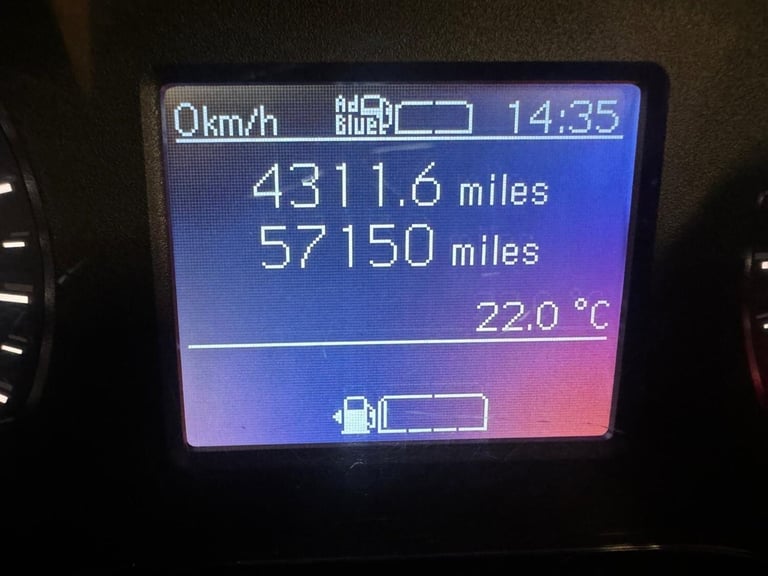 0km/h Ad Blue 14:35
4311.6 miles
57150 miles
22.0 °C